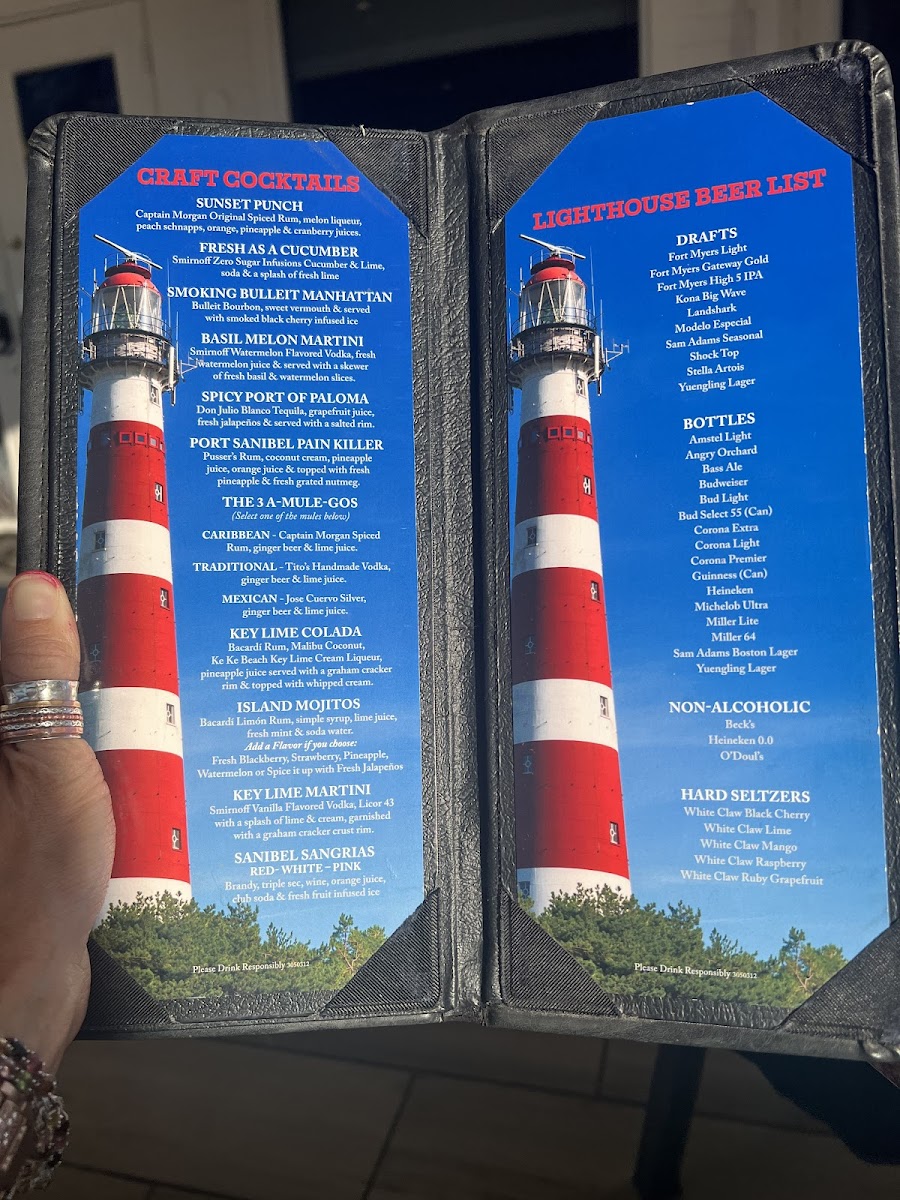 CRAFT COCKTAILS
SUNSET PUNCH
Captain Morgan Original Spiced Rum, melon liqueur,
peach schnapps, orange, pineapple & cranberry juices.
FRESH AS A CUCUMBER
Smirnoff Zero Sugar Infusions Cucumber & Lime,
soda & a splash of fresh lime
SMOKING BULLEIT MANHATTAN
Bulleit Bourbon, sweet vermouth & served
with smoked black cherry infused ice
BASIL MELON MARTINI
Smirnoff Watermelon Flavored Vodka, fresh
watermelon juice & served with a skewer
of fresh basil & watermelon slices.
SPICY PORT OF PALOMA
Don Julio Blanco Tequila, grapefruit juice,
fresh jalapeños & served with a salted rim.
PORT SANIBEL PAIN KILLER
Pusser's Rum, coconut cream, pineapple
juice, orange juice & topped with fresh
pineapple & fresh grated nutmeg.
THE 3 A-MULE-GOS
(Select one of the mules below)
CARIBBEAN - Captain Morgan Spiced
Rum, ginger beer & lime juice.
TRADITIONAL - Tito's Handmade Vodka,
ginger beer & lime juice.
MEXICAN - Jose Cuervo Silver,
ginger beer & lime juice.
KEY LIME COLADA
Bacardí Rum, Malibu Coconut,
Ke Ke Beach Key Lime Cream Liqueur,
pineapple juice served with a graham cracker
rim & topped with whipped cream.
ISLAND MOJITOS
Bacardí Limón Rum, simple syrup, lime juice,
fresh mint & soda water.
Add a Flavor if you choose:
Fresh Blackberry, Strawberry, Pineapple,
Watermelon or Spice it up with Fresh Jalapeños
KEY LIME MARTINI
Smirnoff Vanilla Flavored Vodka, Licor 43
with a splash of lime & cream, garnished
with a graham cracker crust rim.
SANIBEL SANGRIAS
RED - WHITE - PINK
Brandy, triple sec, wine, orange juice,
club soda & fresh fruit infused ice
Please Drink Responsibly 3050312
LIGHTHOUSE BEER LIST
DRAFTS
Fort Myers Light
Fort Myers Gateway Gold
Fort Myers High 5 IPA
Kona Big Wave
Landshark
Modelo Especial
Sam Adams Seasonal
Shock Top
Stella Artois
Yuengling Lager
BOTTLES
Amstel Light
Angry Orchard
Bass Ale
Budweiser
Bud Light
Bud Select 55 (Can)
Corona Extra
Corona Light
Corona Premier
Guinness (Can)
Heineken
Michelob Ultra
Miller Lite
Miller 64
Sam Adams Boston Lager
Yuengling Lager
NON-ALCOHOLIC
Beck's
Heineken 0.0
O'Doul's
HARD SELTZERS
White Claw Black Cherry
White Claw Lime
White Claw Mango
White Claw Raspberry
White Claw Ruby Grapefruit
Please Drink Responsibly 3050312